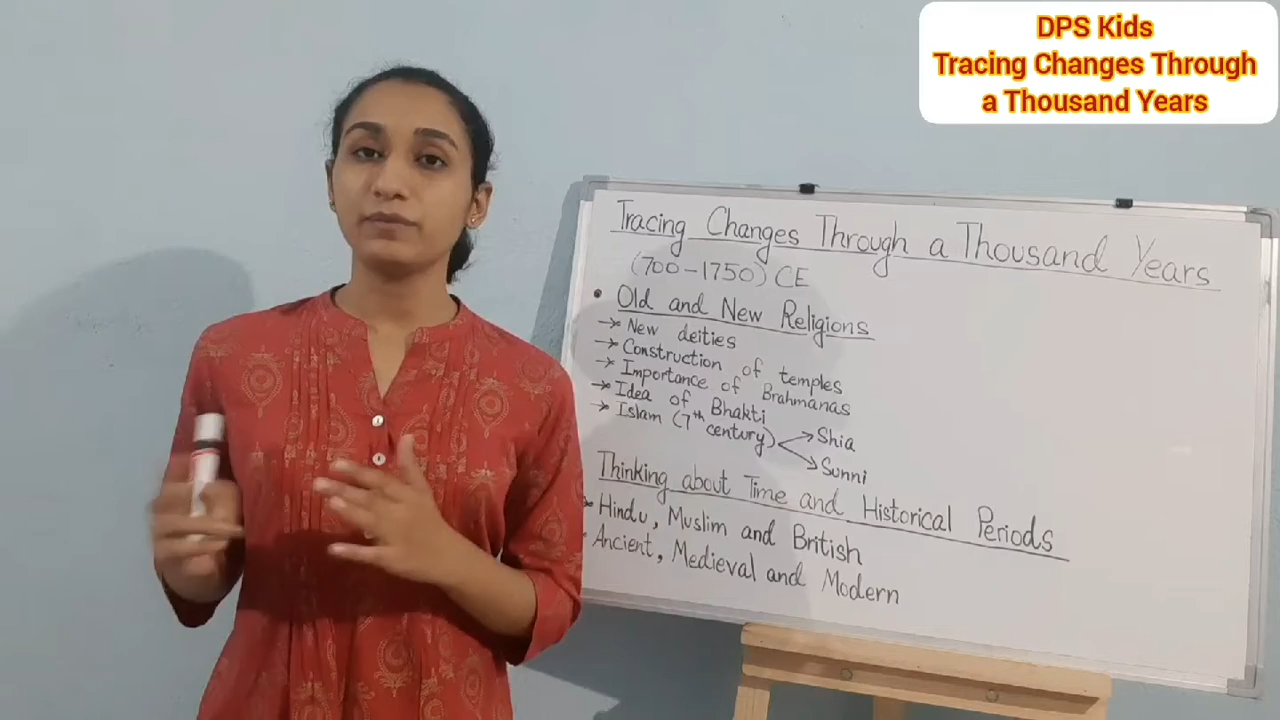 DPS Kids
Tracing Changes Through
a Thousand Years
Tracing Changes Through a Thousand Years
(700-1750) CE
• Old and New Religions
→ New deities
→ Construction of temples
→ Importance of Brahmanas
→ Idea of Bhakti
→ Islam (7th century) → Shia
→ Sunni
Thinking about Time and Historical Periods
→ Hindu, Muslim and British
• Ancient, Medieval and Modern